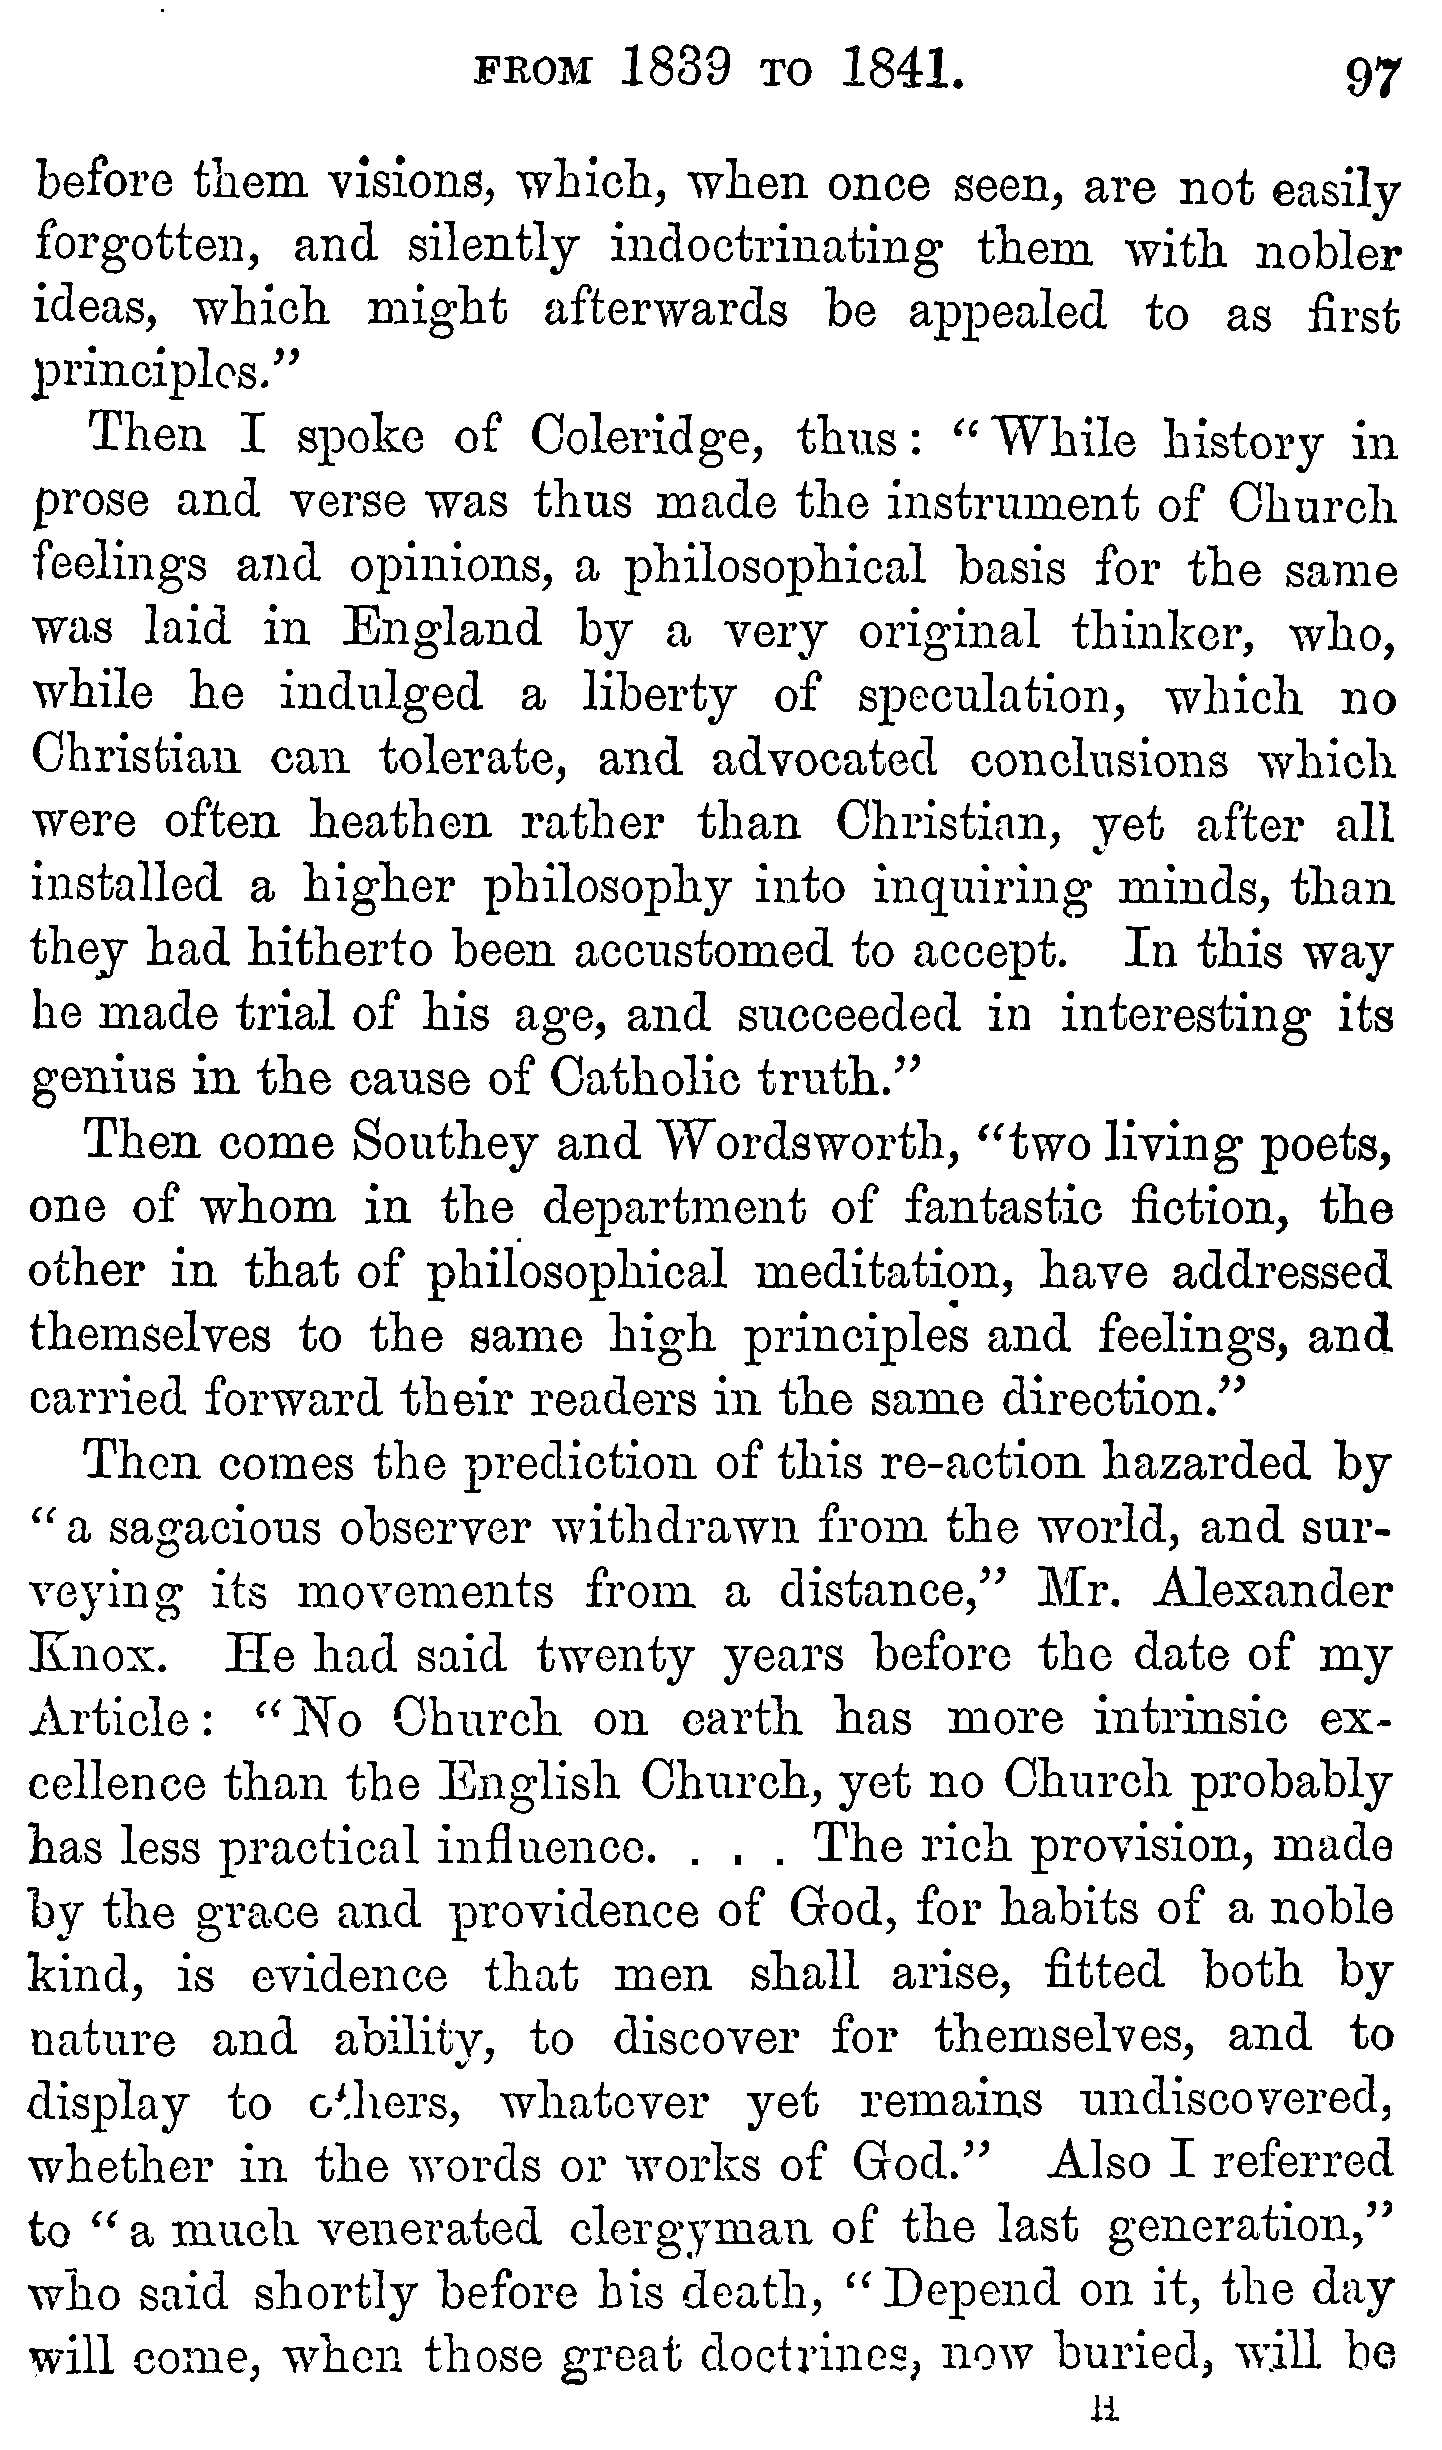 FROM 1839 TO 1841. 97
before them visions, which, when once seen, are not easily
forgotten, and silently indoctrinating them with nobler
ideas, which might afterwards be appealed to as first
principles."
Then I spoke of Coleridge, thus: "While history in
prose and verse was thus made the instrument of Church
feelings and opinions, a philosophical basis for the same
was laid in England by a very original thinker, who,
while he indulged a liberty of speculation, which no
Christian can tolerate, and advocated conclusions which
were often heathen rather than Christian, yet after all
installed a higher philosophy into inquiring minds, than
they had hitherto been accustomed to accept. In this way
he made trial of his age, and succeeded in interesting its
genius in the cause of Catholic truth."
Then come Southey and Wordsworth, "two living poets,
one of whom in the department of fantastic fiction, the
other in that of philosophical meditation, have addressed
themselves to the same high principles and feelings, and
carried forward their readers in the same direction."
Then comes the prediction of this re-action hazarded by
"a sagacious observer withdrawn from the world, and sur-
veying its movements from a distance," Mr. Alexander
Knox. He had said twenty years before the date of my
Article: "No Church on earth has more intrinsic ex-
cellence than the English Church, yet no Church probably
has less practical influence. . . . The rich provision, made
by the grace and providence of God, for habits of a noble
kind, is evidence that men shall arise, fitted both by
nature and ability, to discover for themselves, and to
display to others, whatever yet remains undiscovered,
whether in the words or works of God." Also I referred
to "a much venerated clergyman of the last generation,"
who said shortly before his death, "Depend on it, the day
will come, when those great doctrines, now buried, will be
H